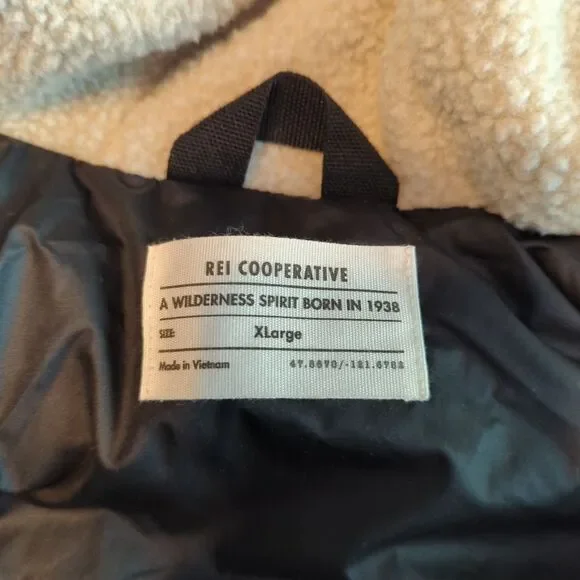 REI COOPERATIVE
A WILDERNESS SPIRIT BORN IN 1938
SIZE: XLarge
Made in Vietnam